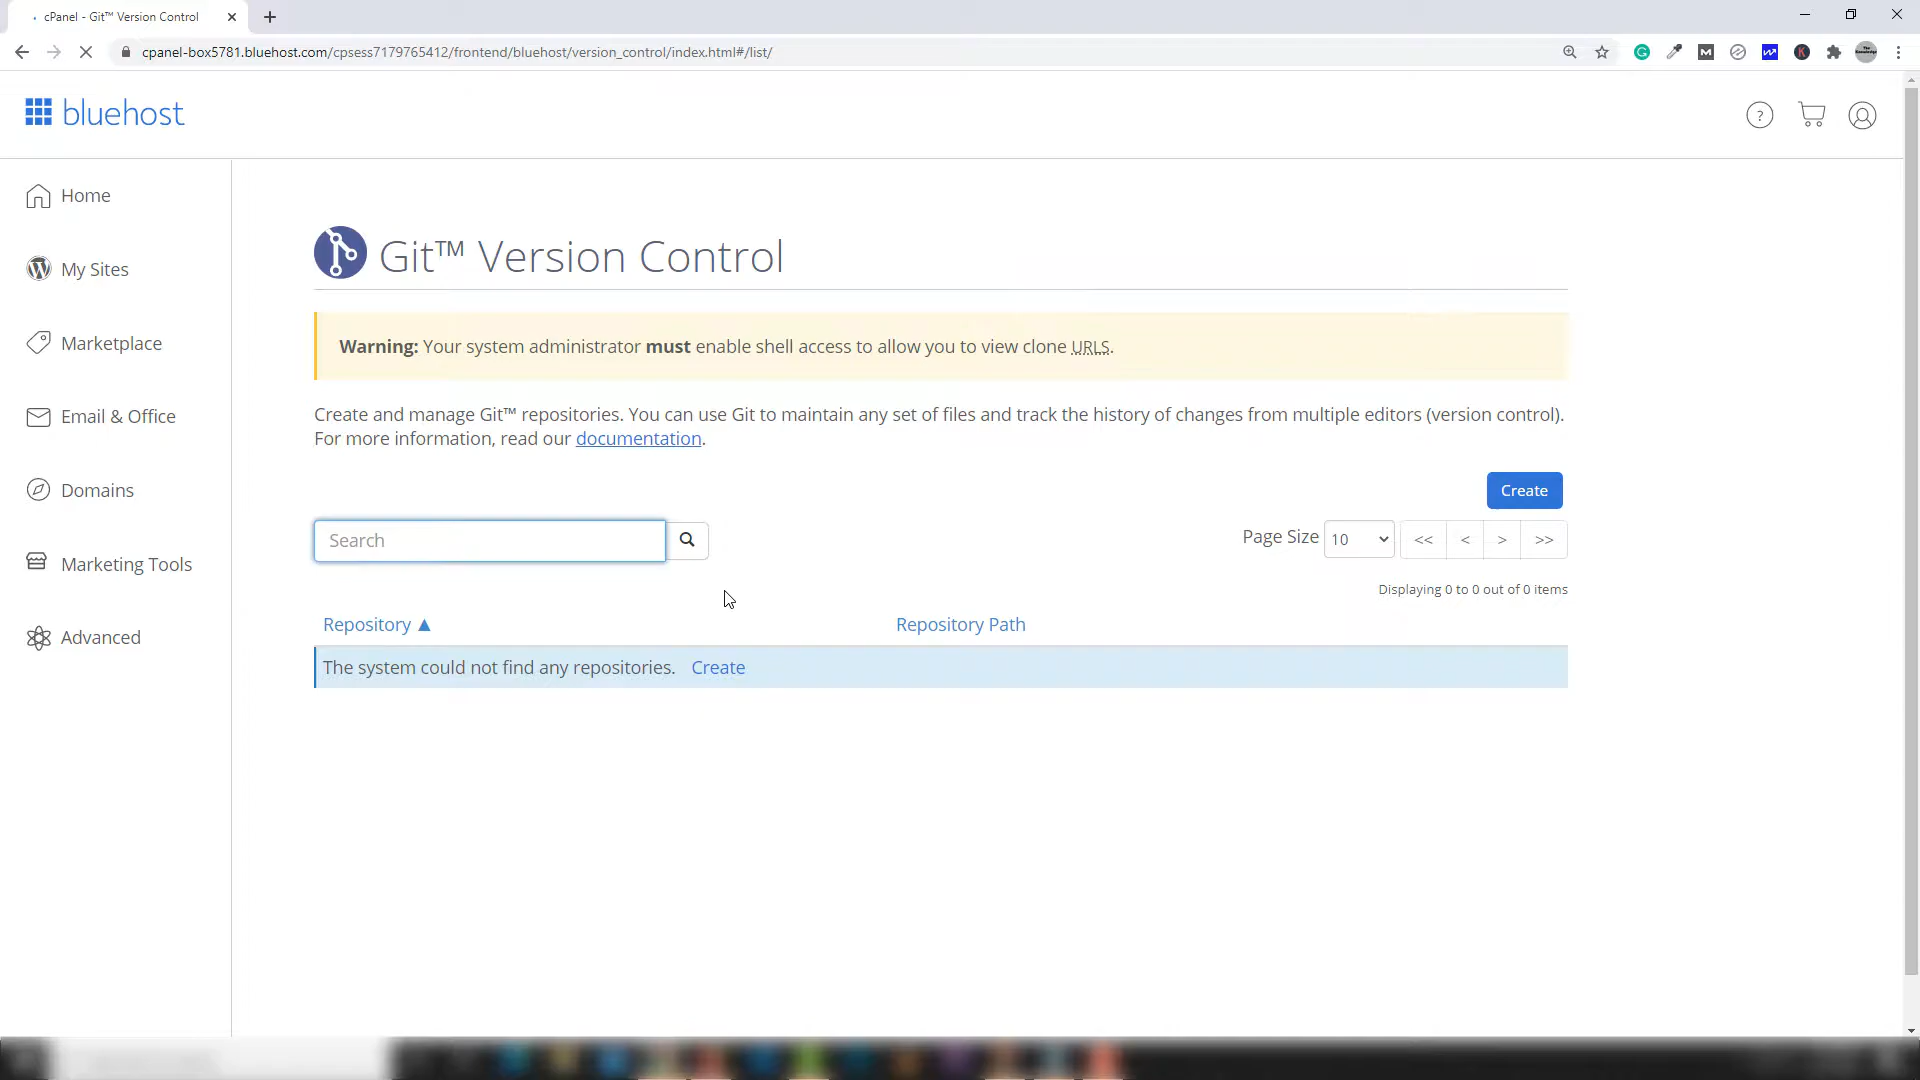 cPanel - Git™ Version Control
cpanel-box5781.bluehost.com/cpsess7179765412/frontend/bluehost/version_control/index.html#/list/
bluehost
Home
My Sites
Marketplace
Email & Office
Domains
Marketing Tools
Advanced
Git™ Version Control
Warning: Your system administrator must enable shell access to allow you to view clone URLS.
Create and manage Git™ repositories. You can use Git to maintain any set of files and track the history of changes from multiple editors (version control).
For more information, read our documentation.
Create
Search
Page Size 10 << < > >>
Displaying 0 to 0 out of 0 items
Repository ▲ Repository Path
The system could not find any repositories. Create